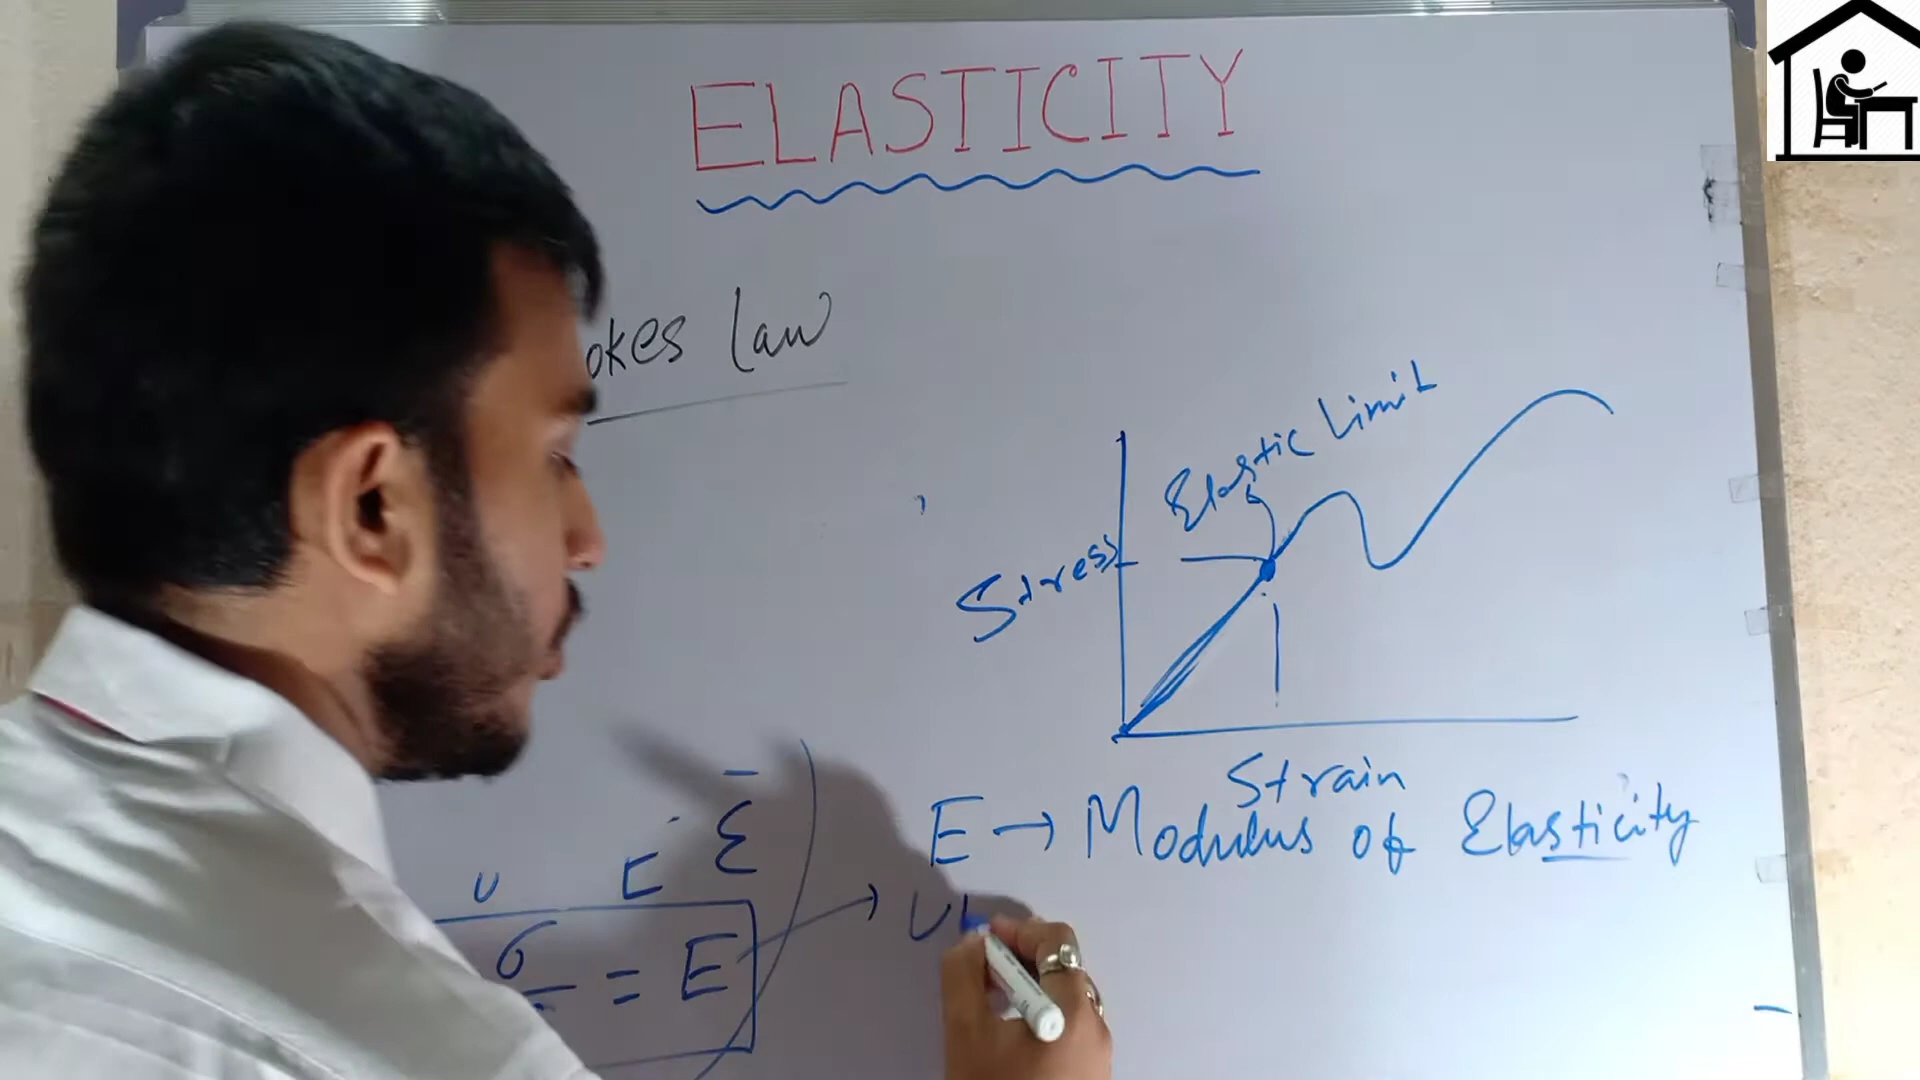 ELASTICITY
okes law
Elastic Limit
Stress
Strain
E → Modulus of Elasticity
σ
= E
ε